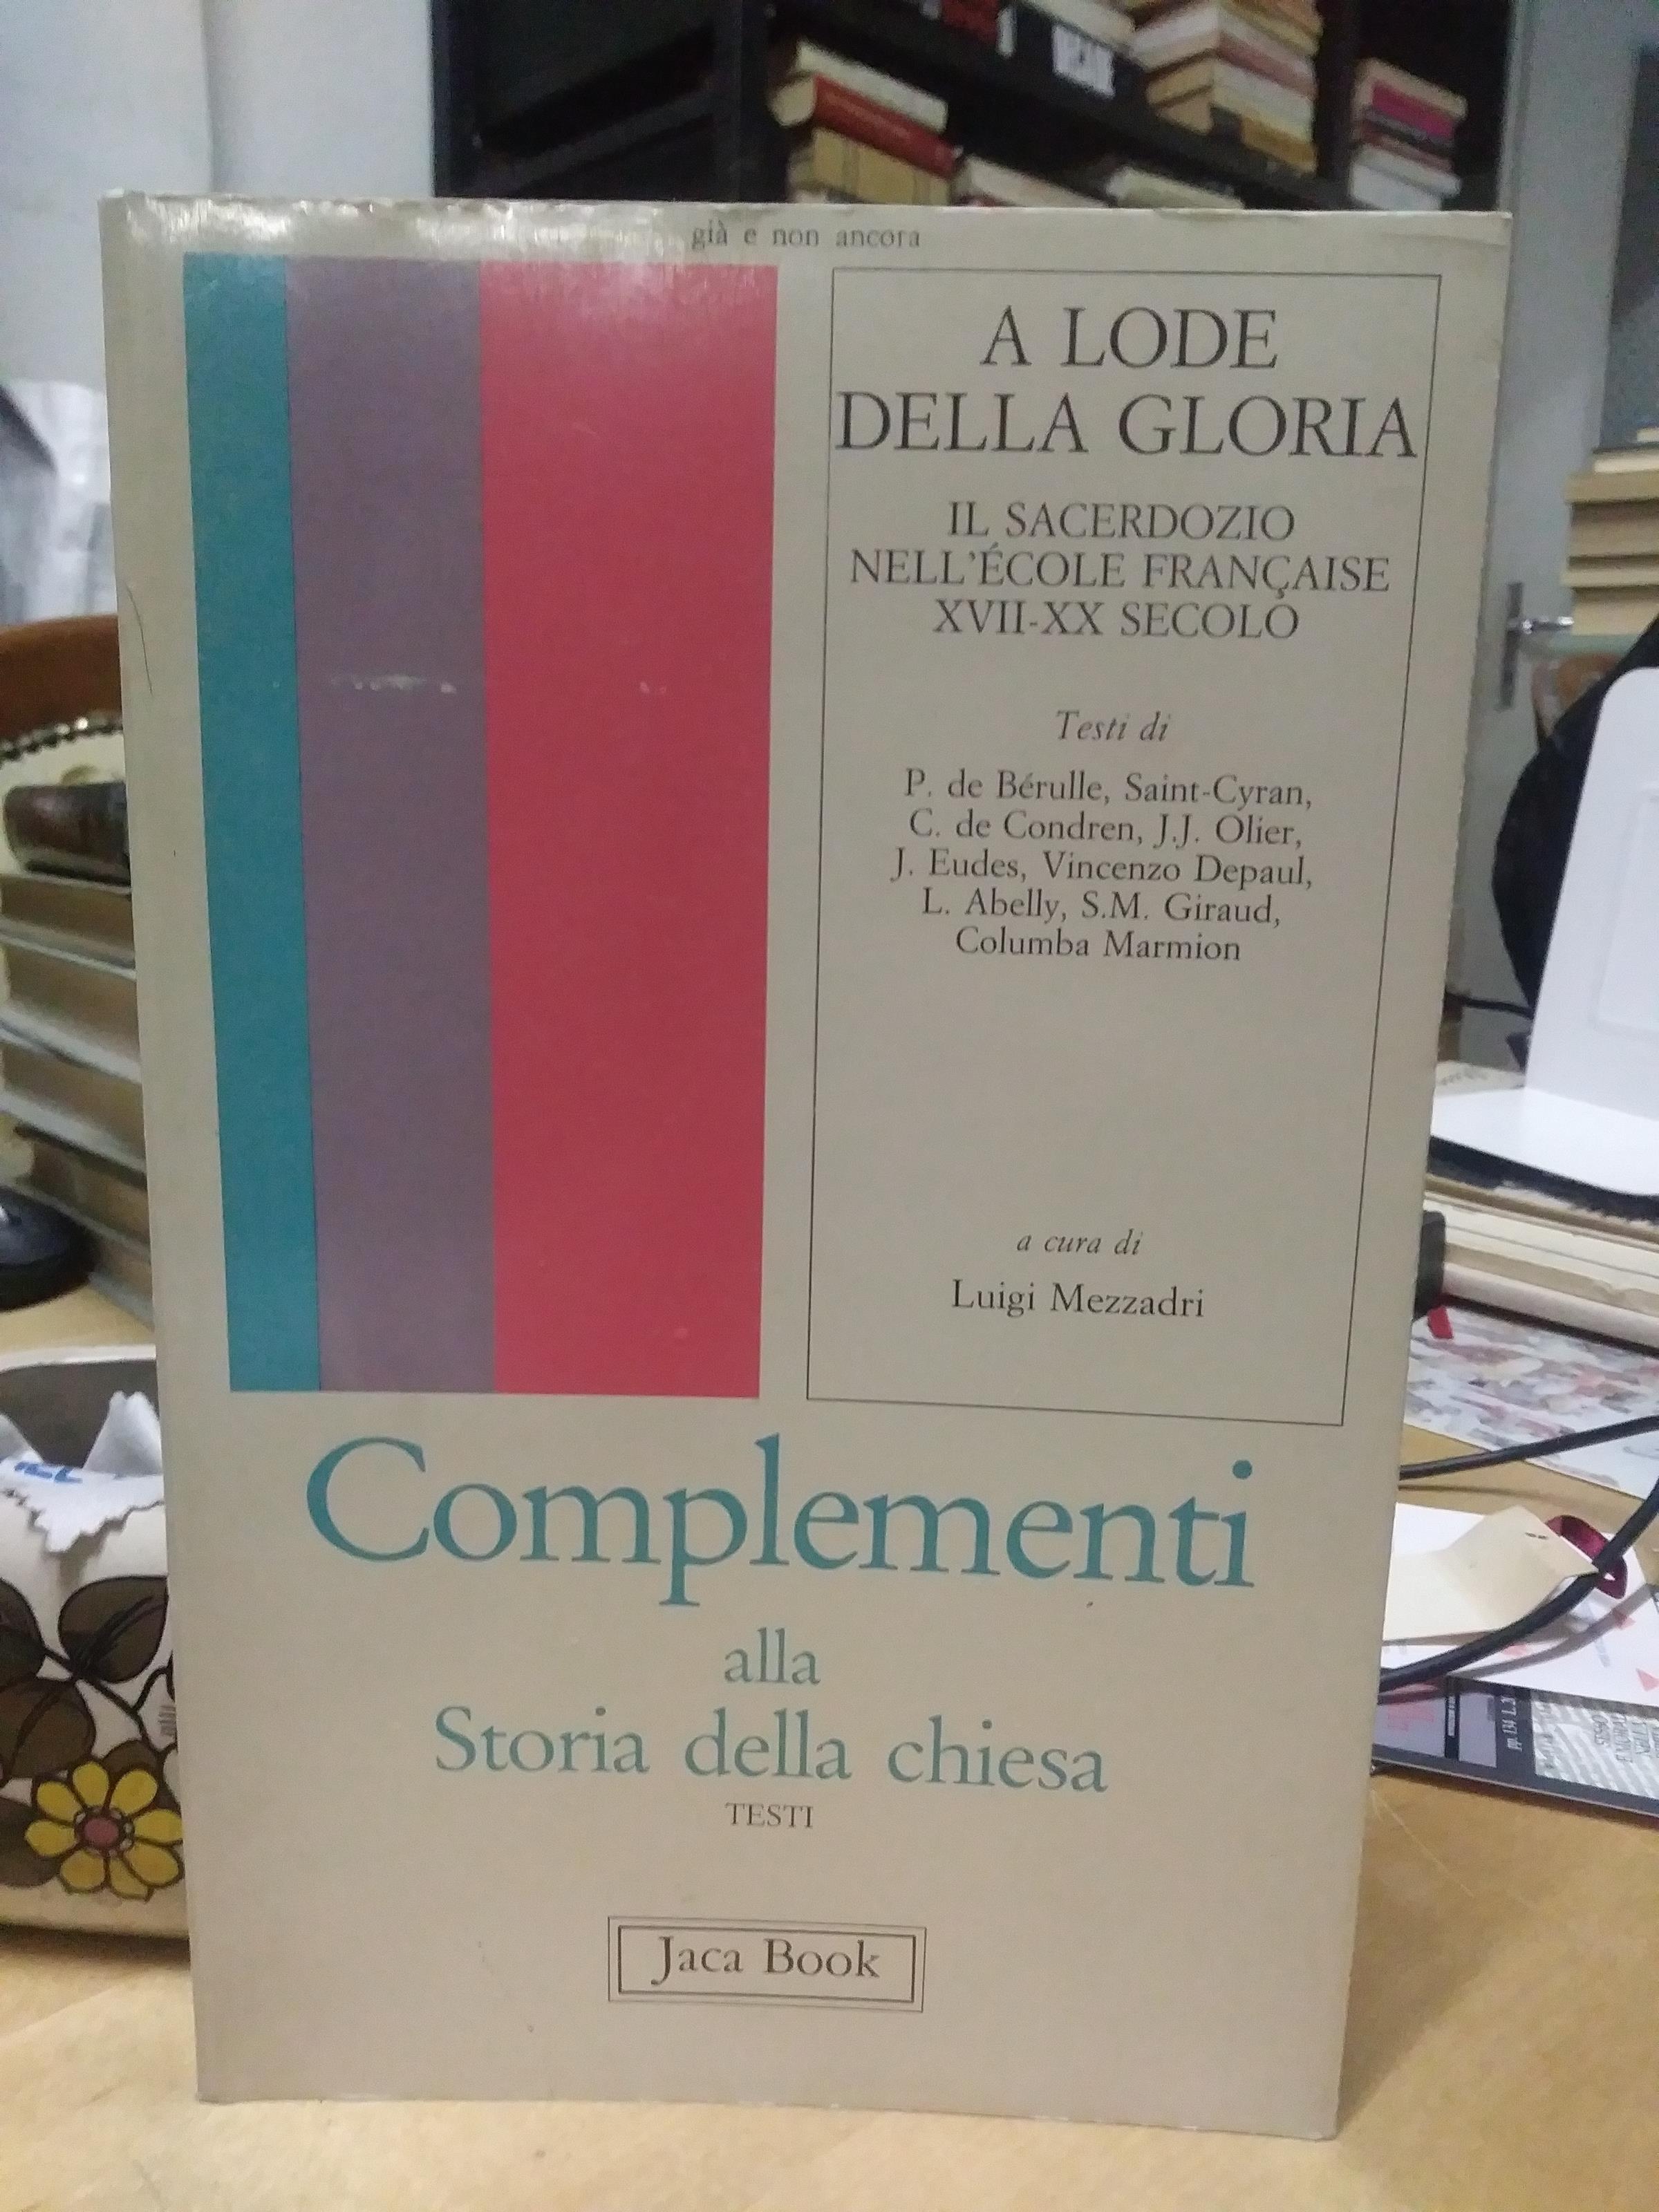 già e non ancora
A LODE
DELLA GLORIA
IL SACERDOZIO
NELL'ÉCOLE FRANÇAISE
XVII-XX SECOLO
Testi di
P. de Bérulle, Saint-Cyran,
C. de Condren, J.J. Olier,
J. Eudes, Vincenzo Depaul,
L. Abelly, S.M. Giraud,
Columba Marmion
a cura di
Luigi Mezzadri
Complementi
alla
Storia della chiesa
TESTI
Jaca Book